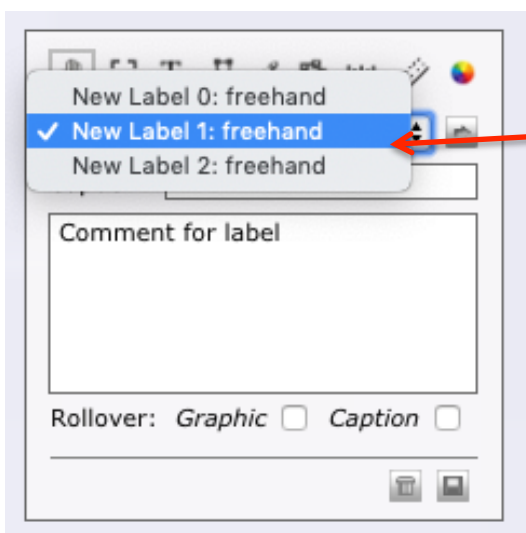 New Label 0: freehand
✓ New Label 1: freehand
New Label 2: freehand
Comment for label
Rollover: Graphic Caption